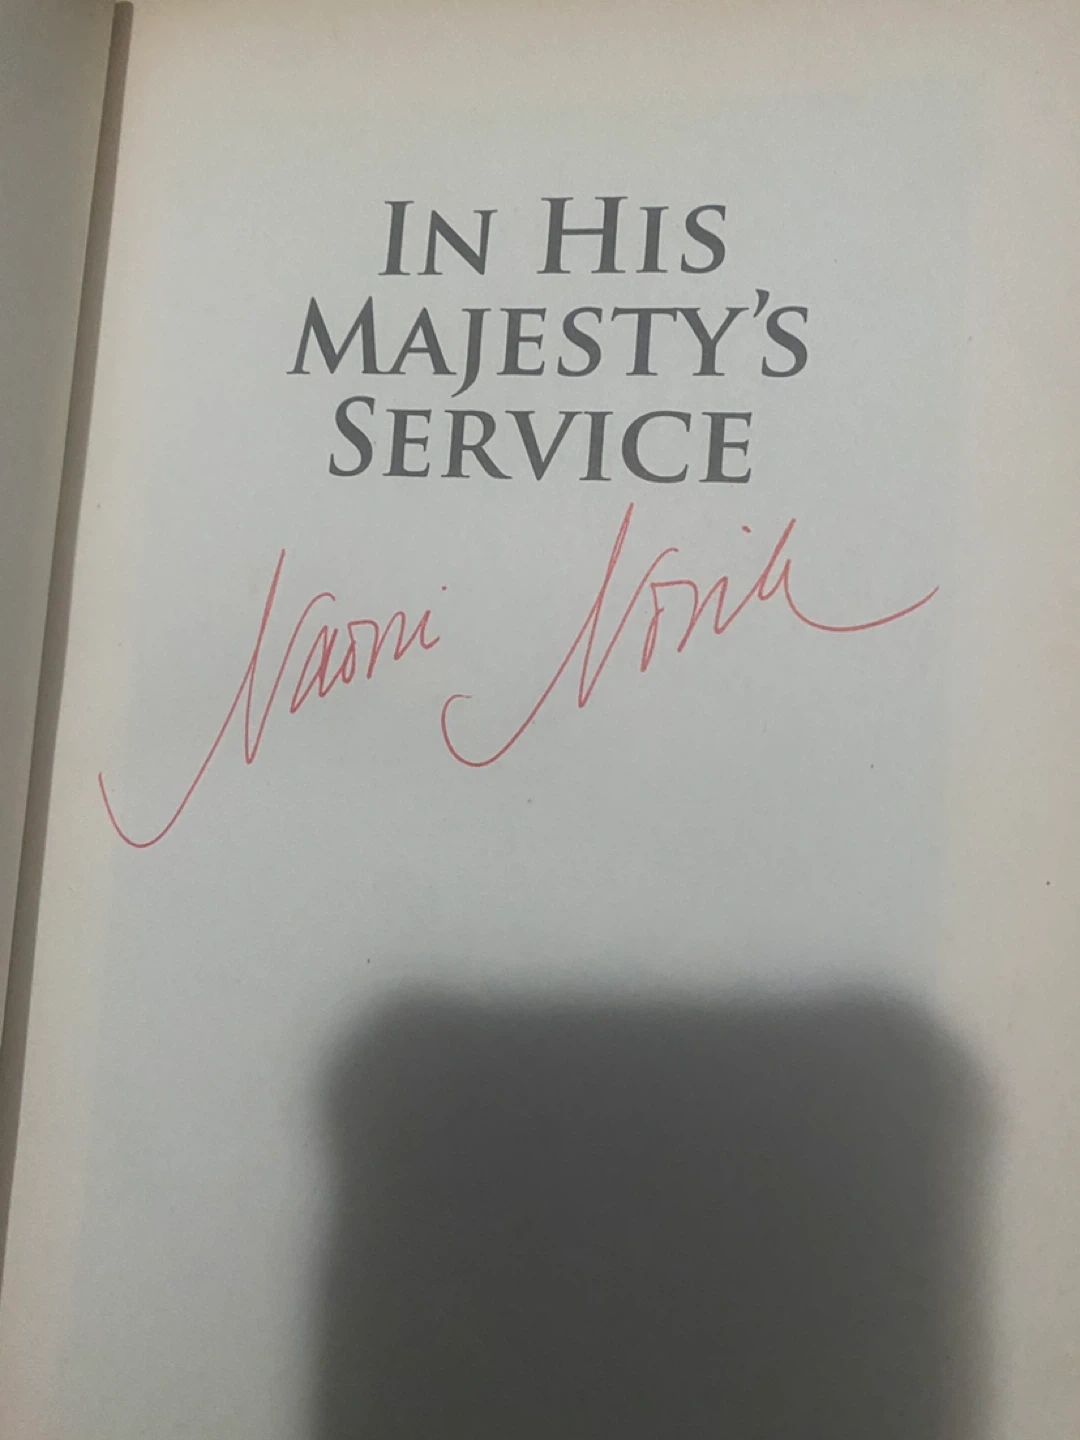 IN HIS
MAJESTY'S
SERVICE
Naomi Novik